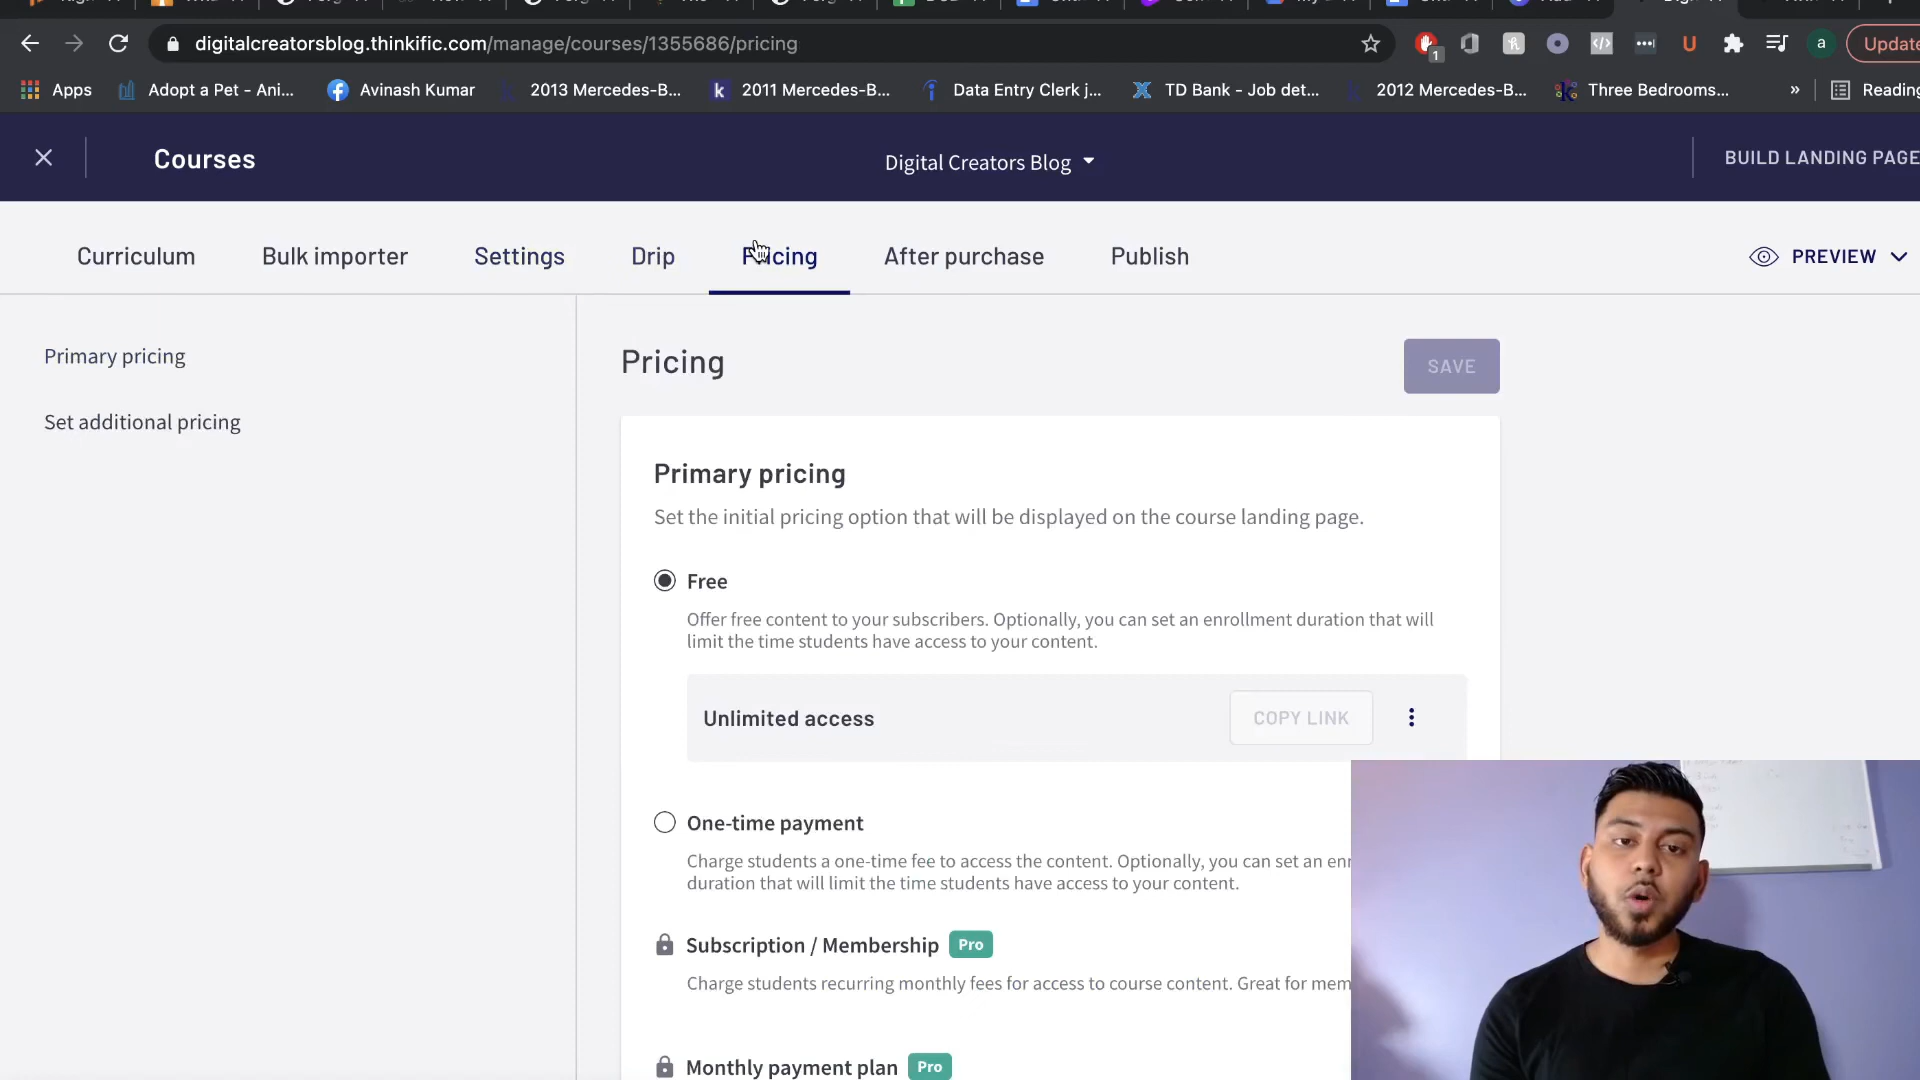 digitalcreatorsblog.thinkific.com/manage/courses/1355686/pricing
1
a
Update
Apps
Adopt a Pet - Ani...
Avinash Kumar
2013 Mercedes-B...
k
2011 Mercedes-B...
Data Entry Clerk j...
TD Bank - Job det...
2012 Mercedes-B...
Three Bedrooms...
»
Reading
Courses
Digital Creators Blog
BUILD LANDING PAGE
Curriculum
Bulk importer
Settings
Drip
Pricing
After purchase
Publish
PREVIEW
Primary pricing
Set additional pricing
Pricing
SAVE
Primary pricing
Set the initial pricing option that will be displayed on the course landing page.
Free
Offer free content to your subscribers. Optionally, you can set an enrollment duration that will
limit the time students have access to your content.
Unlimited access
COPY LINK
One-time payment
Charge students a one-time fee to access the content. Optionally, you can set an enr
duration that will limit the time students have access to your content.
Subscription / Membership Pro
Charge students recurring monthly fees for access to course content. Great for mem
Monthly payment plan Pro